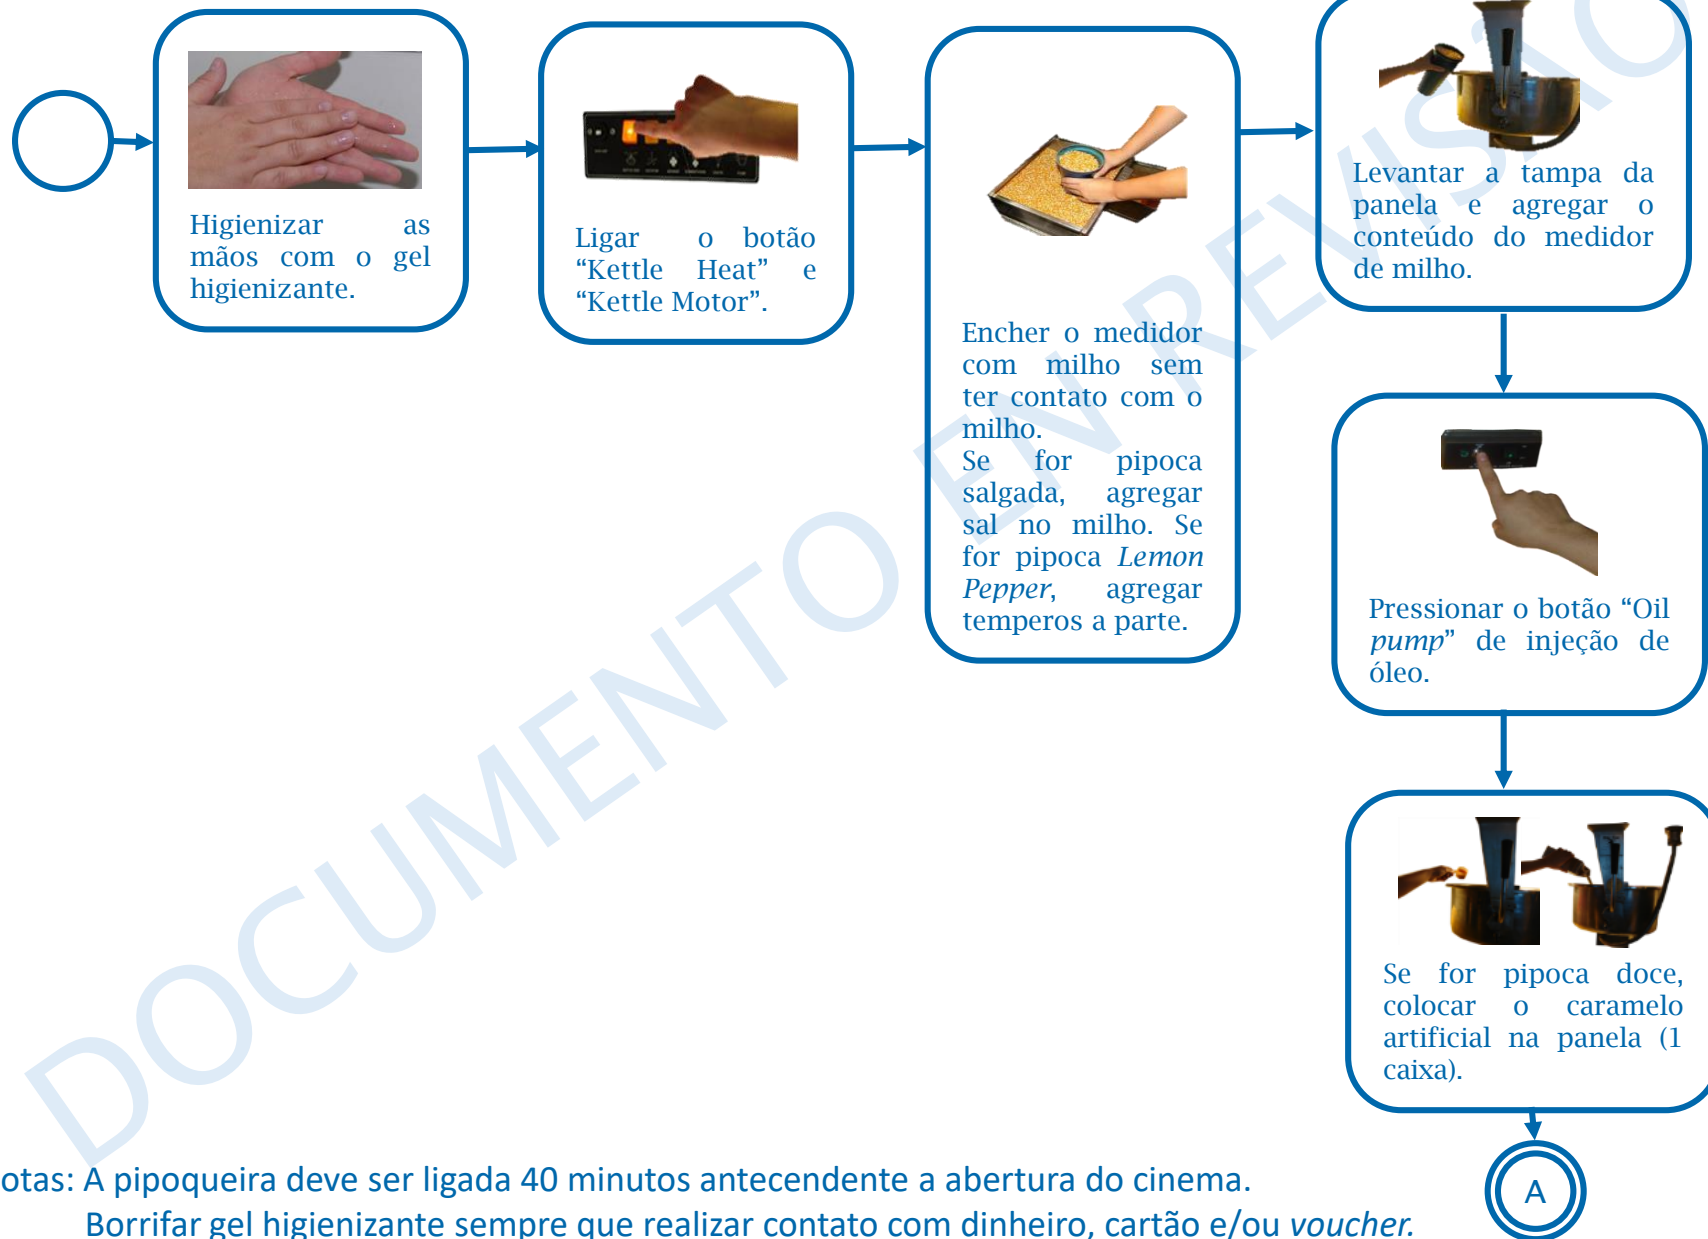 Higienizar as
mãos com o gel
higienizante.
Ligar o botão
“Kettle Heat” e
“Kettle Motor”.
Encher o medidor
com milho sem
ter contato com o
milho.
Se for pipoca
salgada, agregar
sal no milho. Se
for pipoca Lemon
Pepper, agregar
temperos a parte.
Levantar a tampa da
panela e agregar o
conteúdo do medidor
de milho.
Pressionar o botão “Oil
pump” de injeção de
óleo.
Se for pipoca doce,
colocar o caramelo
artificial na panela (1
caixa).
A
otas: A pipoqueira deve ser ligada 40 minutos antecendente a abertura do cinema.
Borrifar gel higienizante sempre que realizar contato com dinheiro, cartão e/ou voucher.
DOCUMENTO EN REVISÃO